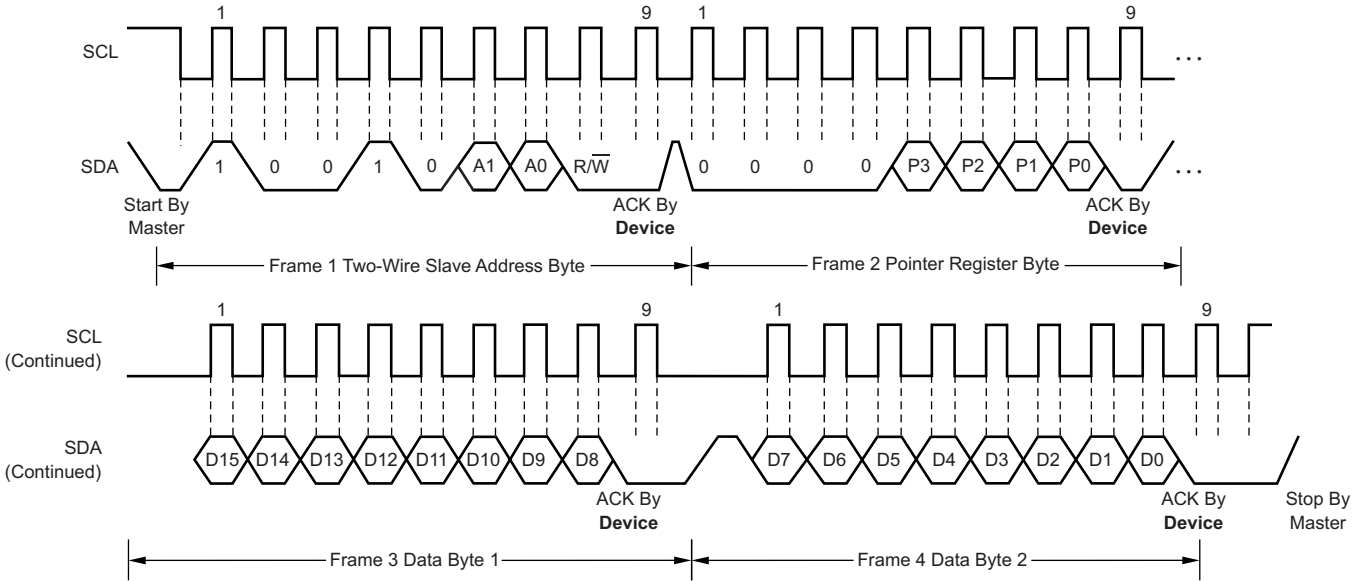 1 9 1 9
SCL
...
SDA 1 0 0 1 0 A1 A0 R/W̅ 0 0 0 0 P3 P2 P1 P0 ...
Start By
Master
ACK By
Device
ACK By
Device
Frame 1 Two-Wire Slave Address Byte
Frame 2 Pointer Register Byte
1 9 1 9
SCL
(Continued)
SDA
(Continued)
D15 D14 D13 D12 D11 D10 D9 D8 D7 D6 D5 D4 D3 D2 D1 D0
ACK By
Device
ACK By
Device
Stop By
Master
Frame 3 Data Byte 1
Frame 4 Data Byte 2